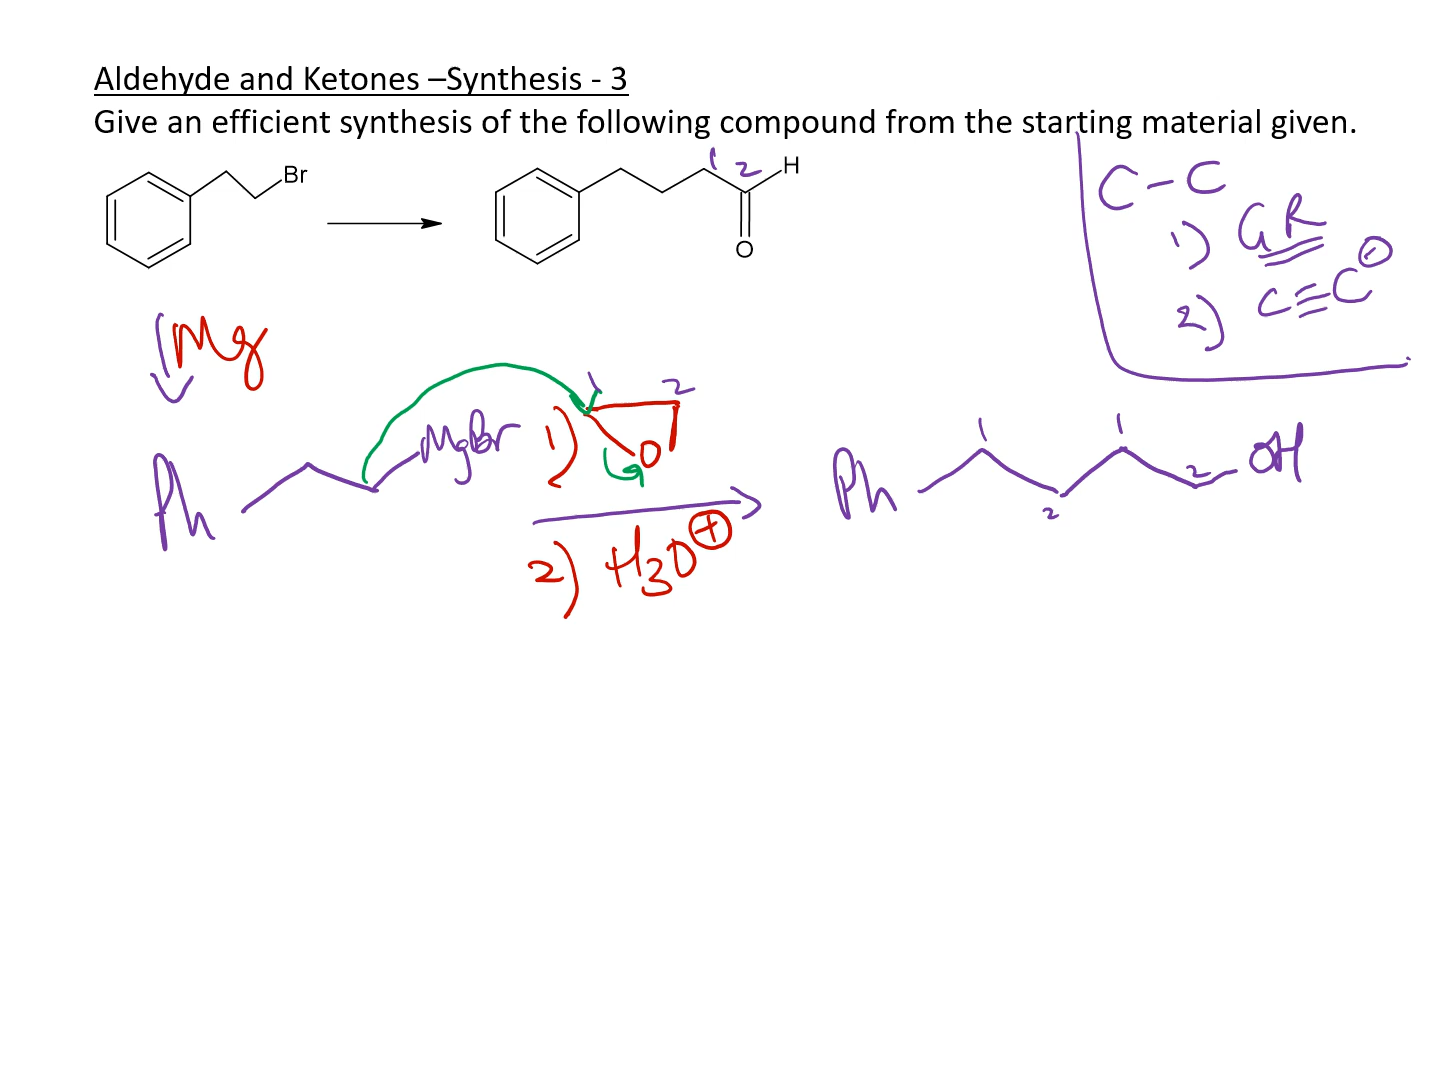 Aldehyde and Ketones –Synthesis - 3
Give an efficient synthesis of the following compound from the starting material given.
Br
1 2 H
O
C-C
1) GR
2) C≡C⊖
Mg
Ph MgBr
1) 1 2 O
2) H3O⊕
Ph 1 2 1 2 OH